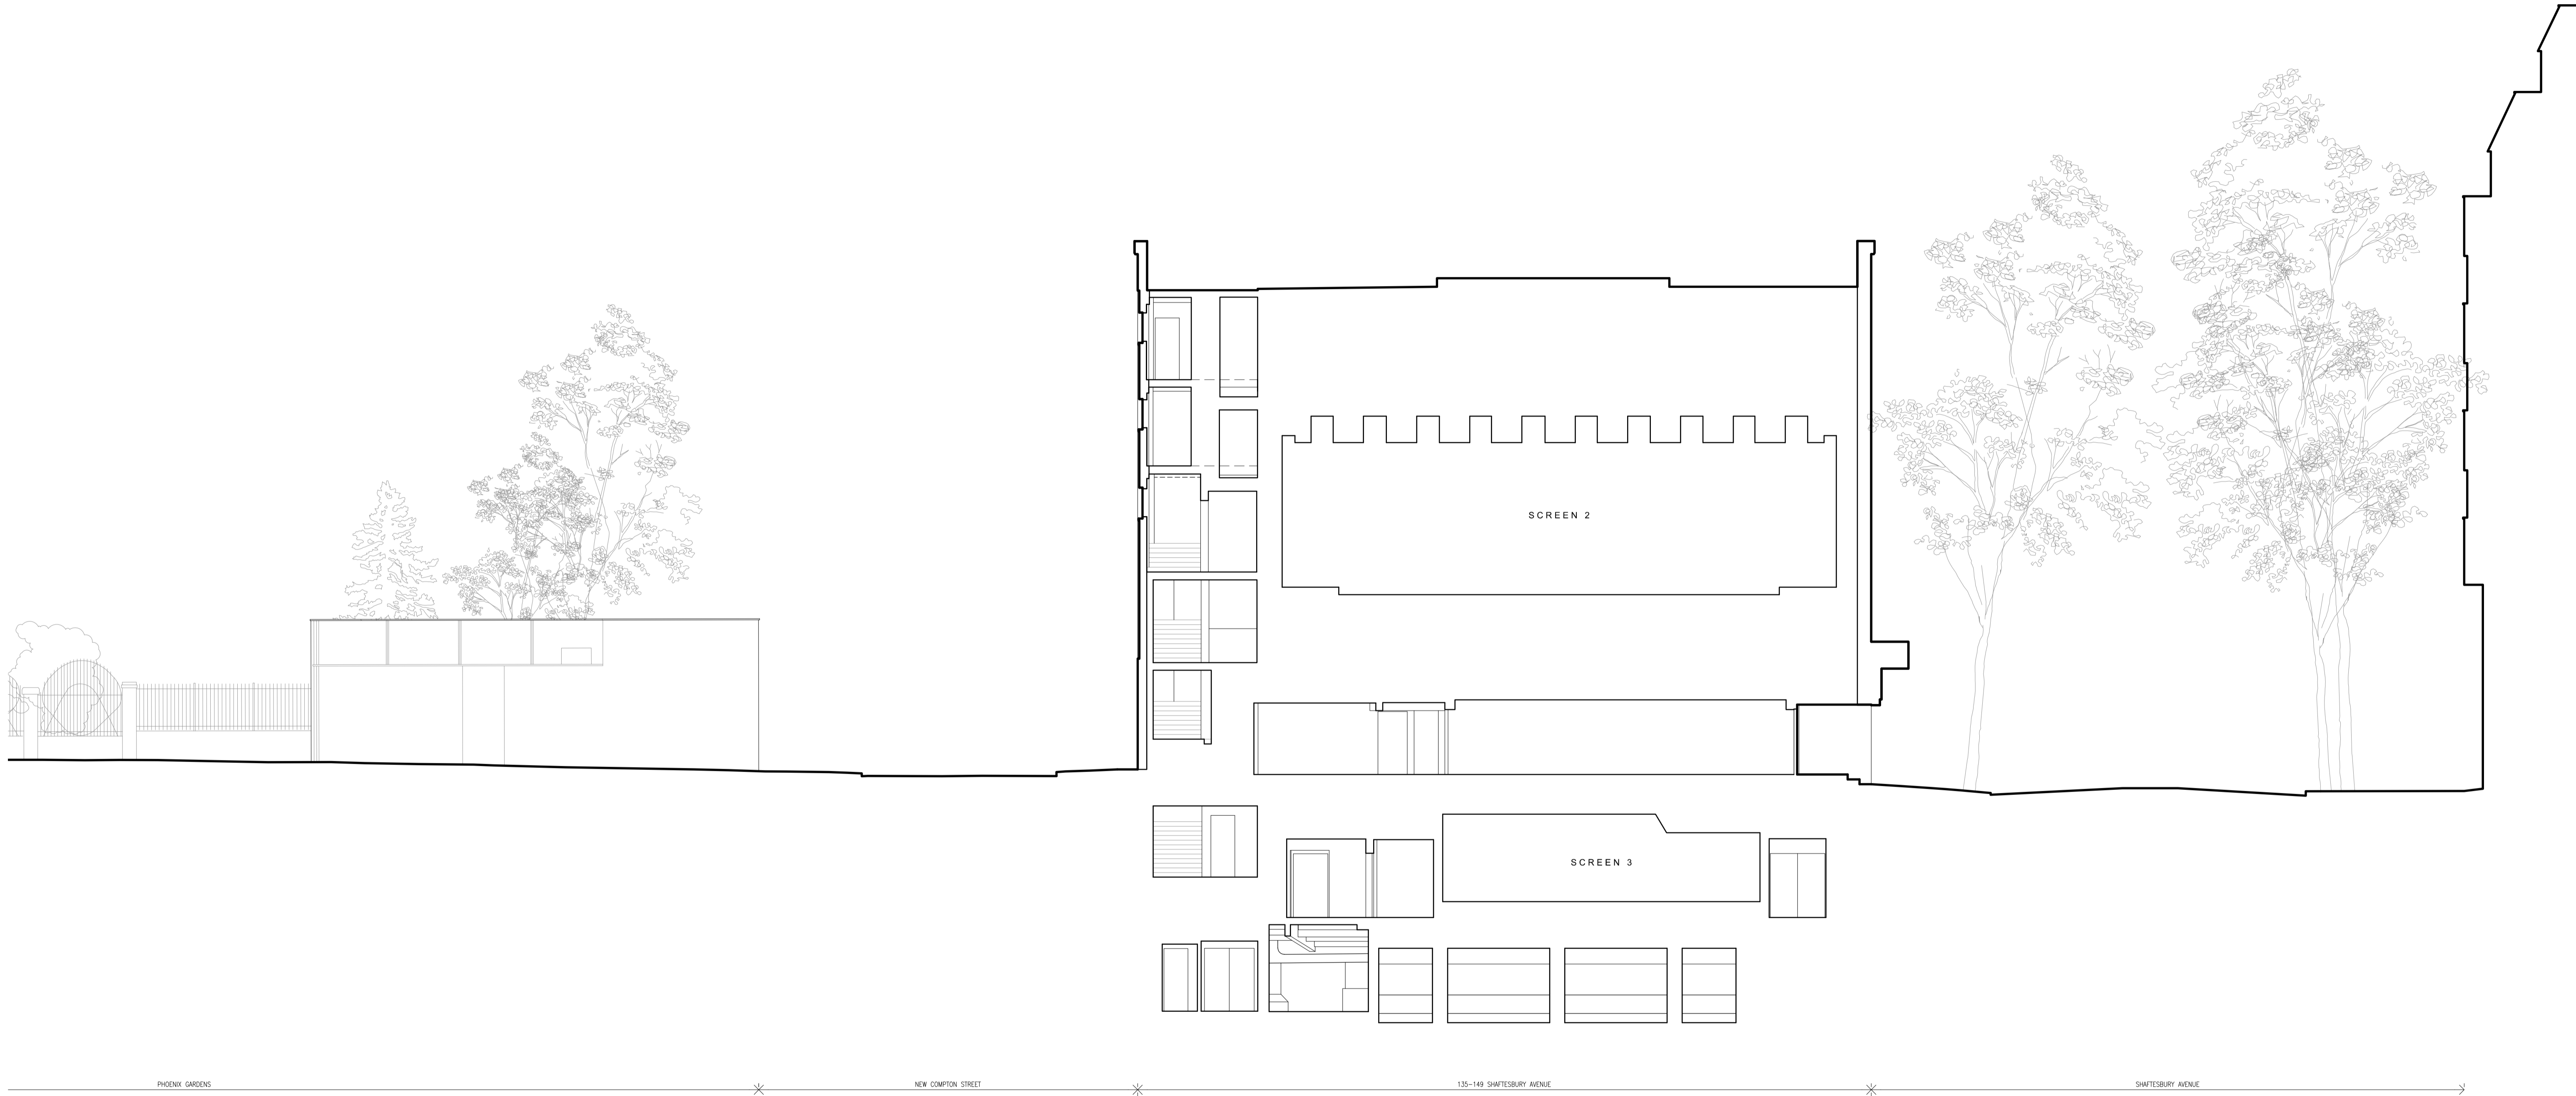 SCREEN 2
SCREEN 3
PHOENIX GARDENS
NEW COMPTON STREET
135-149 SHAFTESBURY AVENUE
SHAFTESBURY AVENUE